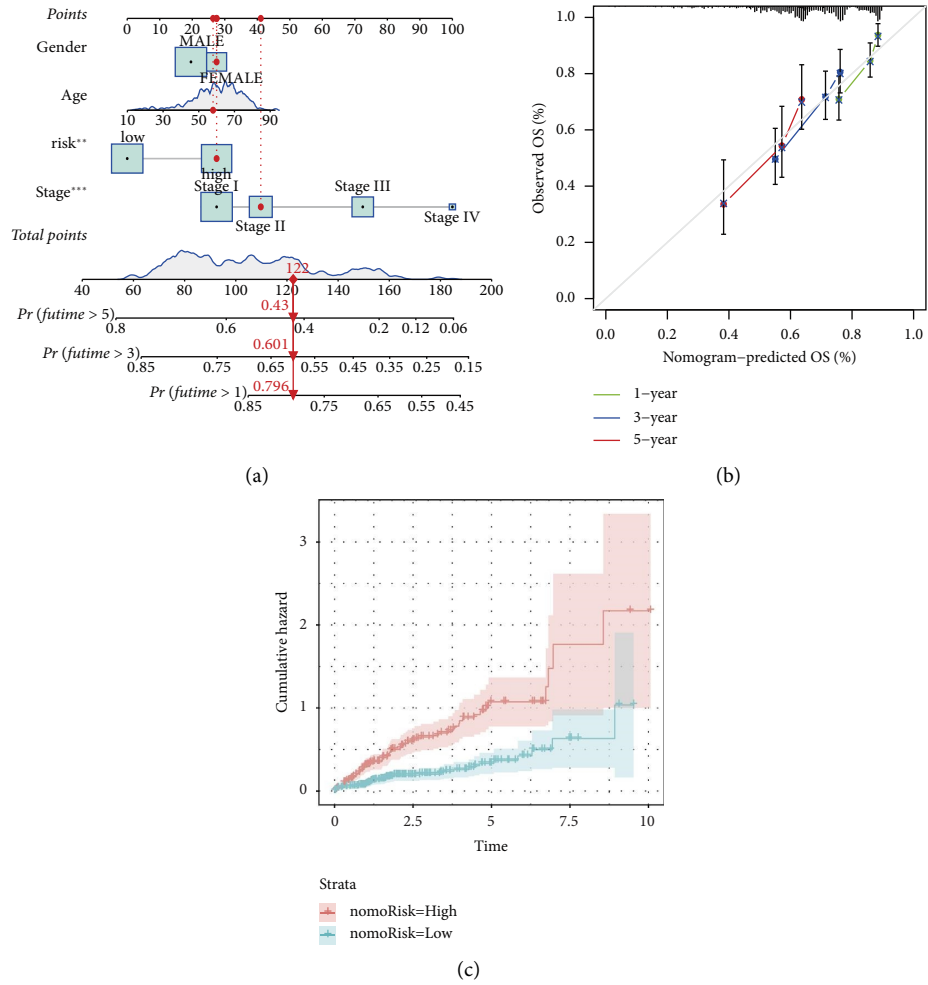 Points
0 10 20 30 40 50 60 70 80 90 100
Gender
MALE
FEMALE
Age
10 30 50 70 90
risk**
low
high
Stage***
Stage I
Stage II
Stage III
Stage IV
Total points
122
40 60 80 100 120 140 160 180 200
0.43
Pr (futime > 5)
0.8 0.6 0.4 0.2 0.12 0.06
0.601
Pr (futime > 3)
0.85 0.75 0.65 0.55 0.45 0.35 0.25 0.15
0.796
Pr (futime > 1)
0.85 0.75 0.65 0.55 0.45
(a)
Observed OS (%)
1.0
0.8
0.6
0.4
0.2
0.0
0.0 0.2 0.4 0.6 0.8 1.0
Nomogram−predicted OS (%)
1−year
3−year
5−year
(b)
Cumulative hazard
3
2
1
0
0 2.5 5 7.5 10
Time
Strata
nomoRisk=High
nomoRisk=Low
(c)